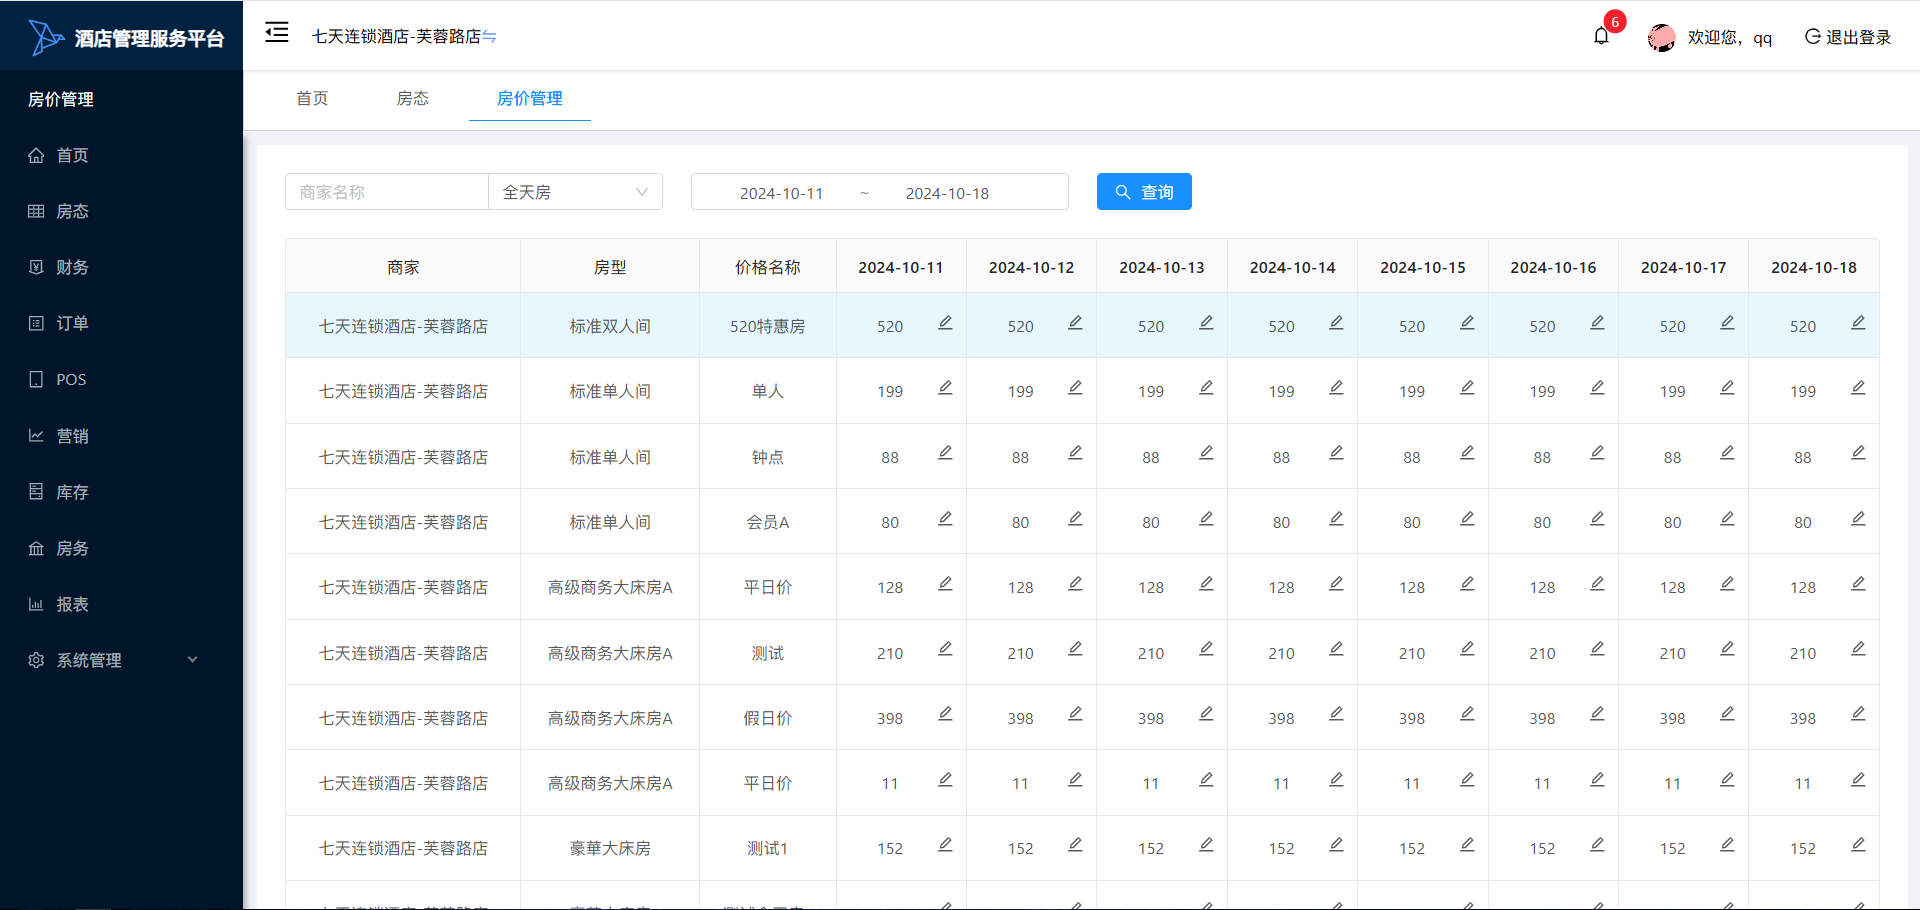 酒店管理服务平台
七天连锁酒店-芙蓉路店
6
欢迎您，qq
退出登录
房价管理
首页
房态
财务
订单
POS
营销
库存
房务
报表
系统管理
首页 房态 房价管理
商家名称 全天房 2024-10-11 ~ 2024-10-18 查询
商家 房型 价格名称 2024-10-11 2024-10-12 2024-10-13 2024-10-14 2024-10-15 2024-10-16 2024-10-17 2024-10-18
七天连锁酒店-芙蓉路店 标准双人间 520特惠房 520 520 520 520 520 520 520 520
七天连锁酒店-芙蓉路店 标准单人间 单人 199 199 199 199 199 199 199 199
七天连锁酒店-芙蓉路店 标准单人间 钟点 88 88 88 88 88 88 88 88
七天连锁酒店-芙蓉路店 标准单人间 会员A 80 80 80 80 80 80 80 80
七天连锁酒店-芙蓉路店 高级商务大床房A 平日价 128 128 128 128 128 128 128 128
七天连锁酒店-芙蓉路店 高级商务大床房A 测试 210 210 210 210 210 210 210 210
七天连锁酒店-芙蓉路店 高级商务大床房A 假日价 398 398 398 398 398 398 398 398
七天连锁酒店-芙蓉路店 高级商务大床房A 平日价 11 11 11 11 11 11 11 11
七天连锁酒店-芙蓉路店 豪華大床房 测试1 152 152 152 152 152 152 152 152